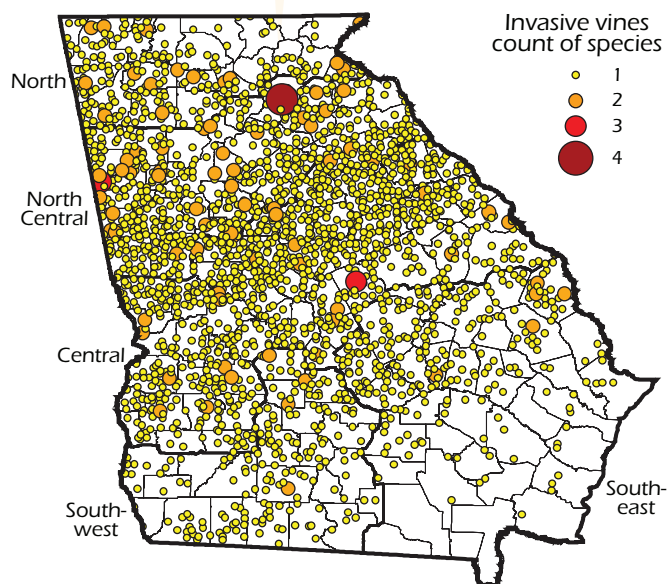 Invasive vines
count of species
1
2
3
4
North
North
Central
Central
South-
west
South-
east